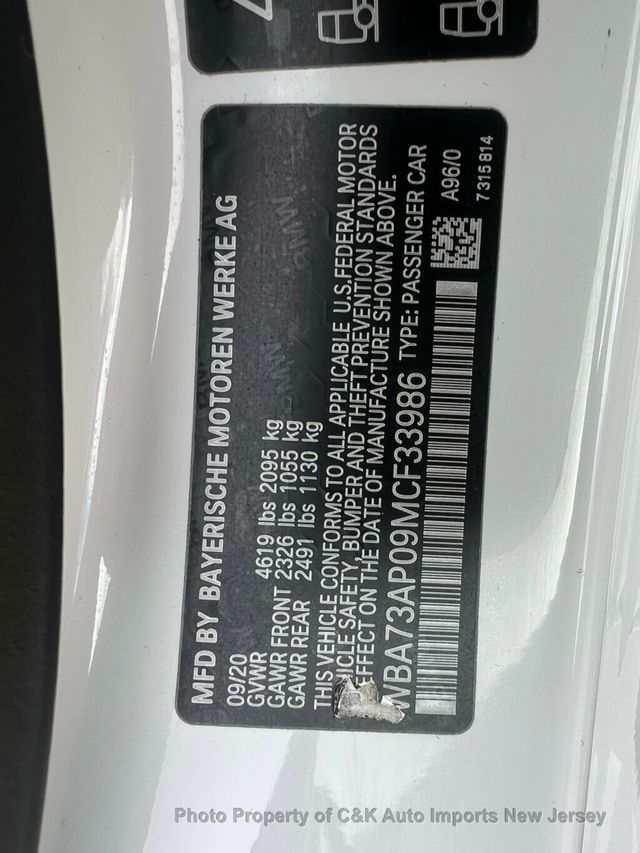 MFD BY BAYERISCHE MOTOREN WERKE AG
09/20
GVWR 4619 lbs 2095 kg
GAWR FRONT 2326 lbs 1055 kg
GAWR REAR 2491 lbs 1130 kg
THIS VEHICLE CONFORMS TO ALL APPLICABLE U.S.FEDERAL MOTOR
VEHICLE SAFETY, BUMPER AND THEFT PREVENTION STANDARDS
EFFECT ON THE DATE OF MANUFACTURE SHOWN ABOVE.
WBA73AP09MCF33986 TYPE: PASSENGER CAR
A96/0
7315814
Photo Property of C&K Auto Imports New Jersey